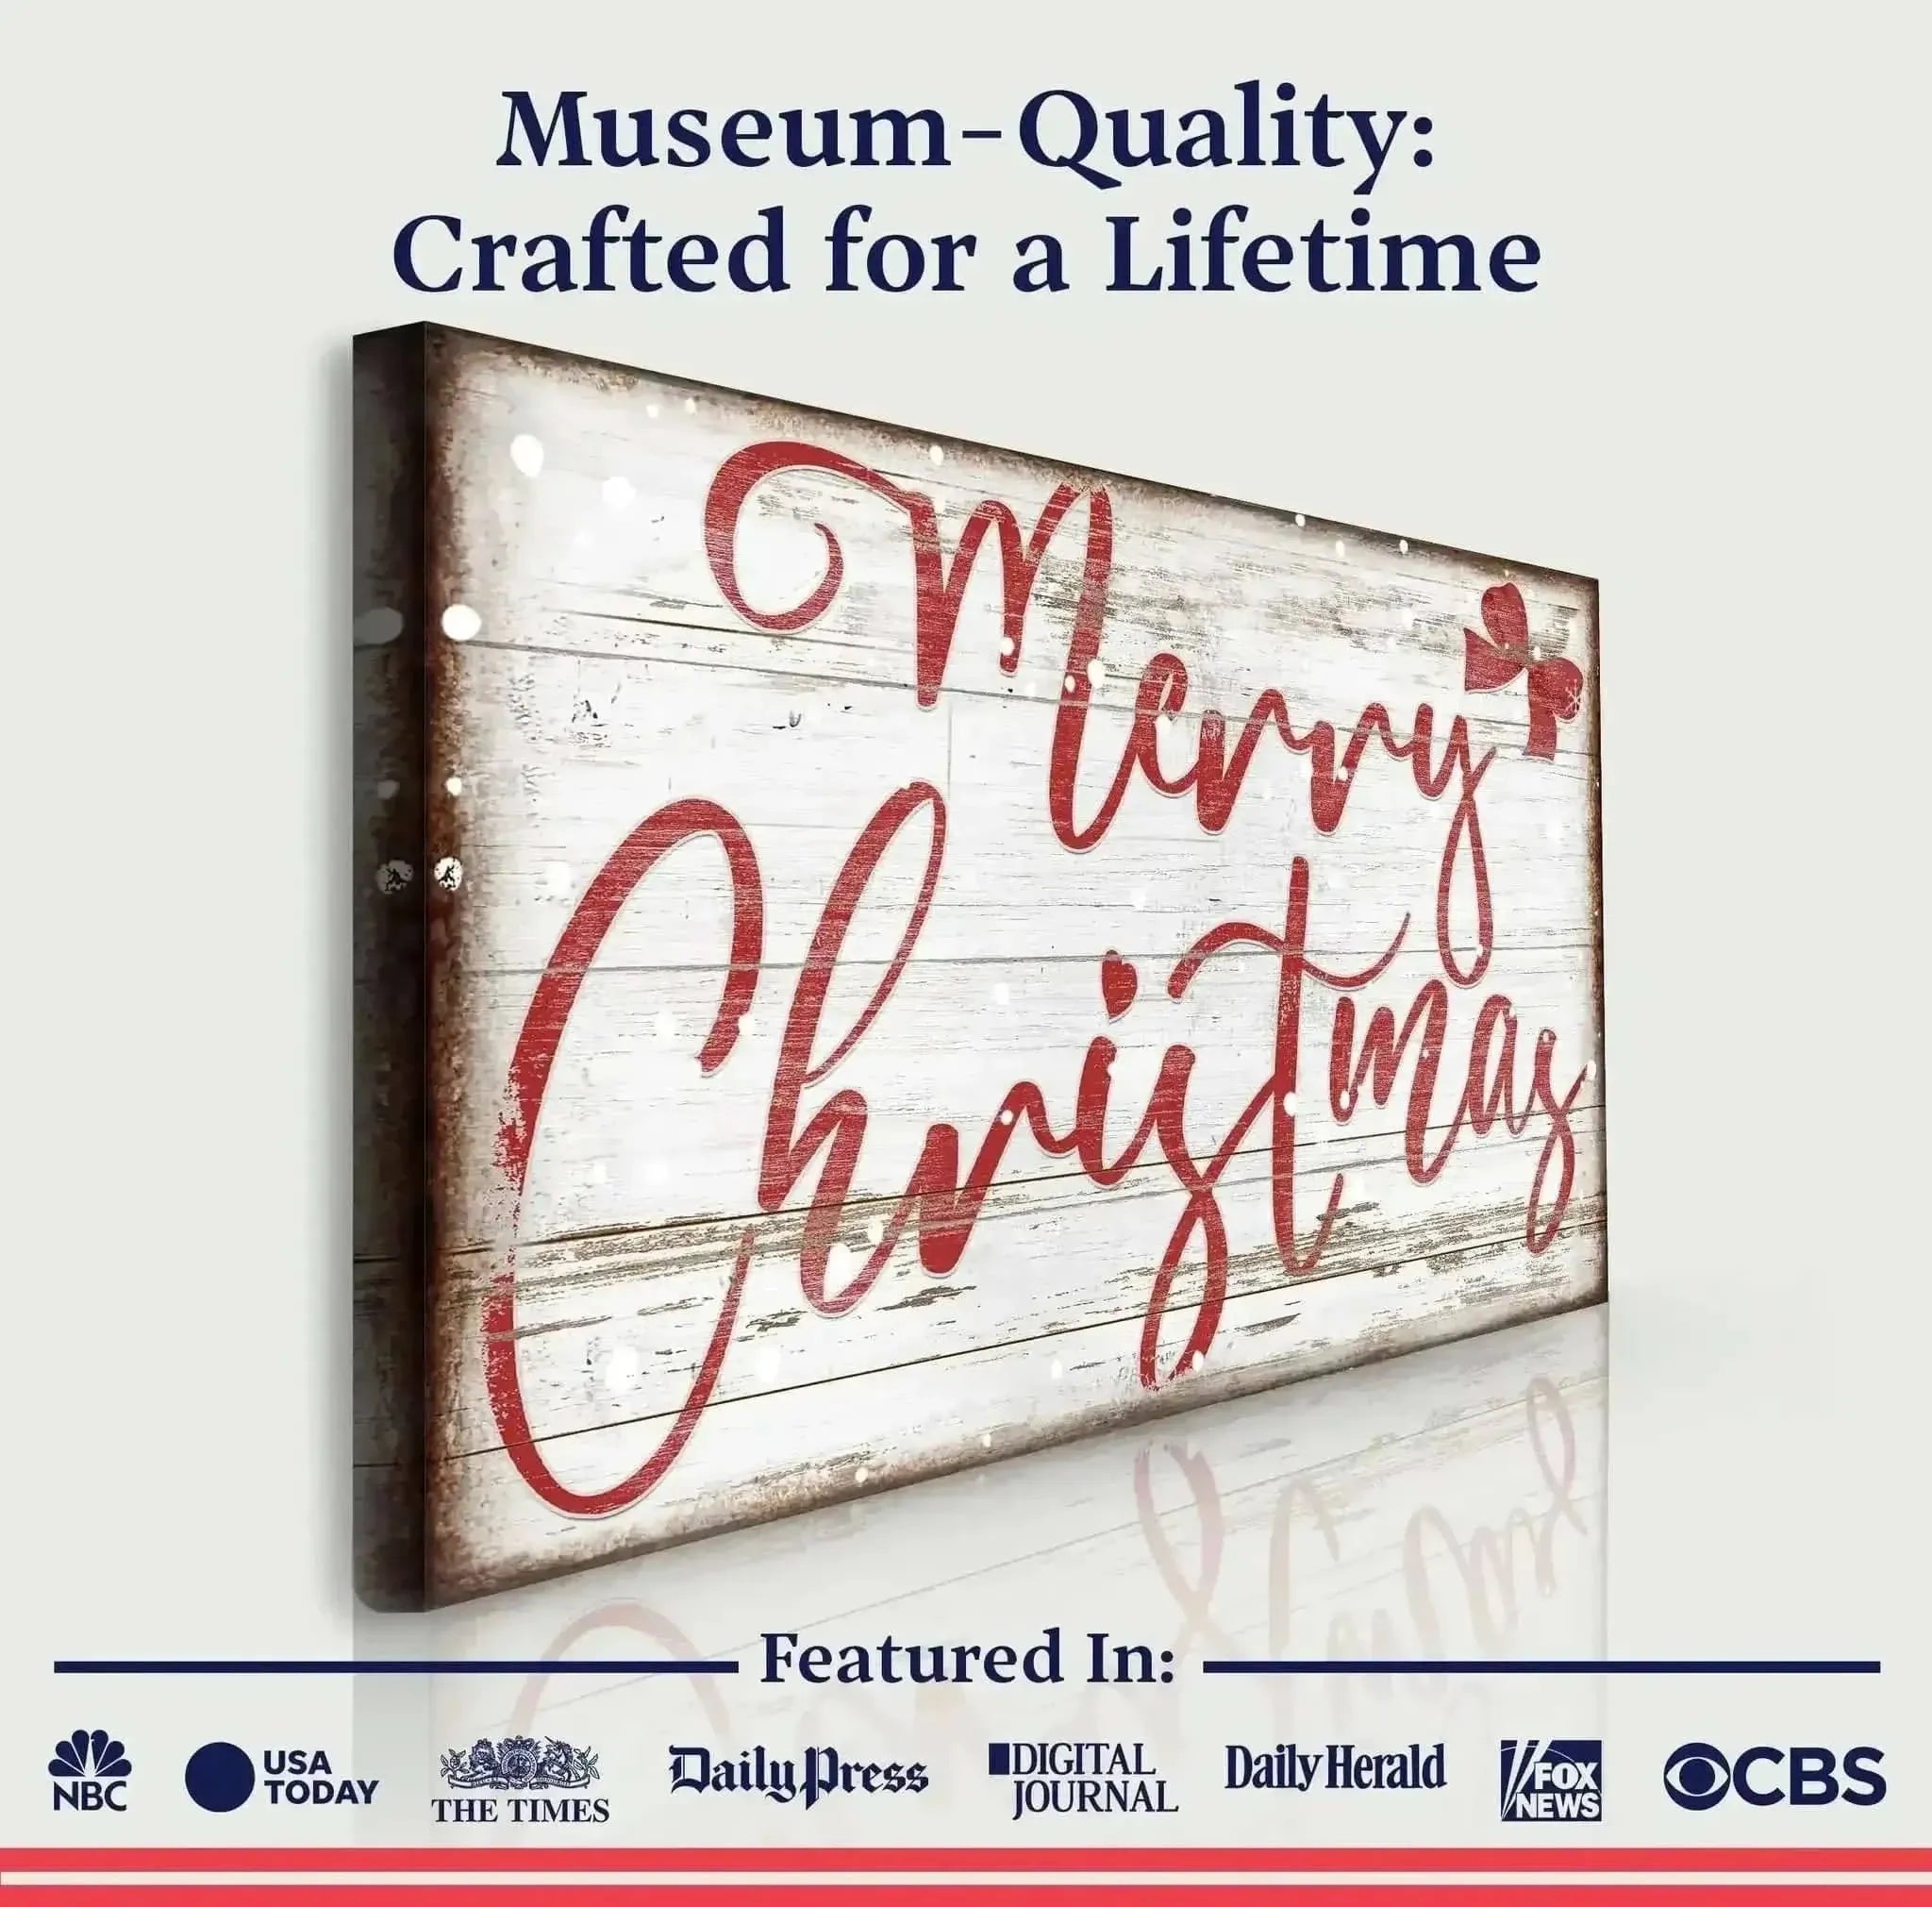 Museum-Quality:
Crafted for a Lifetime
Merry
Christmas
Featured In:
NBC
USA
TODAY
THE TIMES
Daily Press
DIGITAL
JOURNAL
Daily Herald
FOX
NEWS
CBS